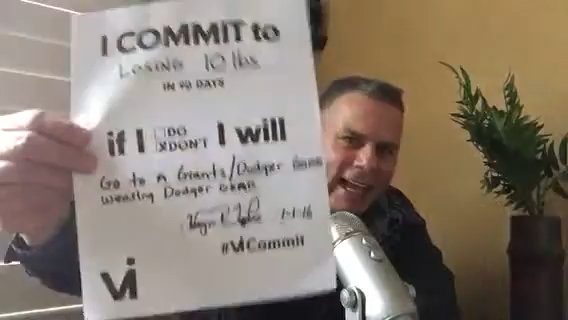 I COMMIT to
LOSING 10 lbs
IN 90 DAYS
if I □DO I will
☒DON'T
Go to a Giants/Dodger Game
wearing Dodger Gear
1-1-16
#ViCommit
Vi